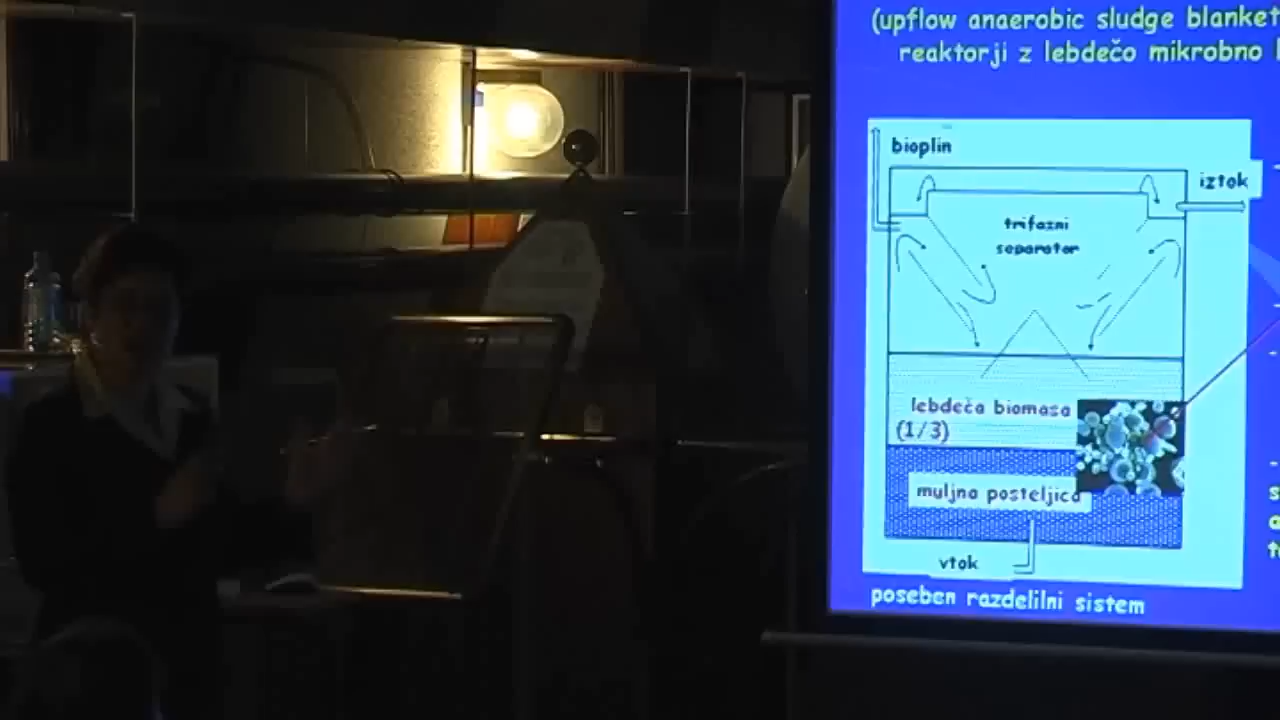 (upflow anaerobic sludge blanket
reaktorji z lebdečo mikrobno
bioplin
iztok
trifazni
separator
lebdeča biomasa
(1/3)
muljna posteljica
vtok
poseben razdelilni sistem